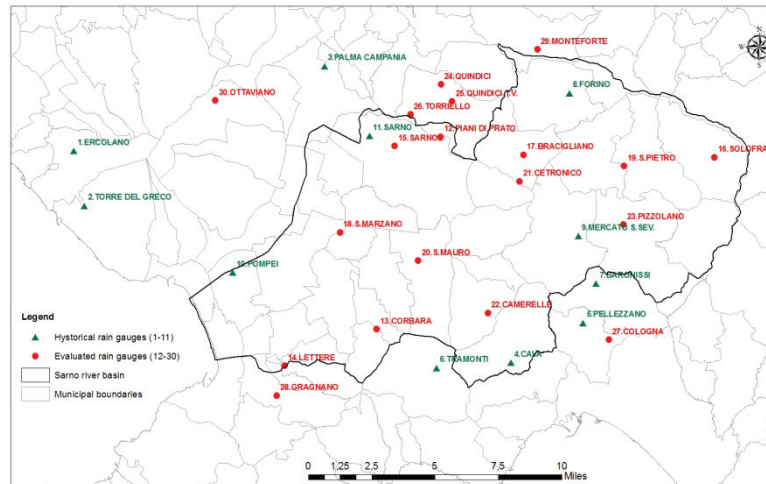 29.MONTEFORTE
N
W
E
S
3.PALMA CAMPANIA
24.QUINDICI
8.FORINO
25.QUINDICI T.V.
30.OTTAVIANO
26.TORRIELLO
11.SARNO
12.PIANI DI PRATO
15.SARNO
1.ERCOLANO
17.BRACIGLIANO
16.SOLOFRA
19.S.PIETRO
21.CETRONICO
2.TORRE DEL GRECO
23.PIZZOLANO
18.S.MARZANO
9.MERCATO S.SEV.
20.S.MAURO
10.POMPEI
7.BARONISSI
22.CAMERELLE
5.PELLEZZANO
13.CORBARA
27.COLOGNA
14.LETTERE
6.TRAMONTI
4.CAVA
28.GRAGNANO
Legend
Hystorical rain gauges (1-11)
Evaluated rain gauges (12-30)
Sarno river basin
Municipal boundaries
0 1,25 2,5 5 7,5 10
Miles